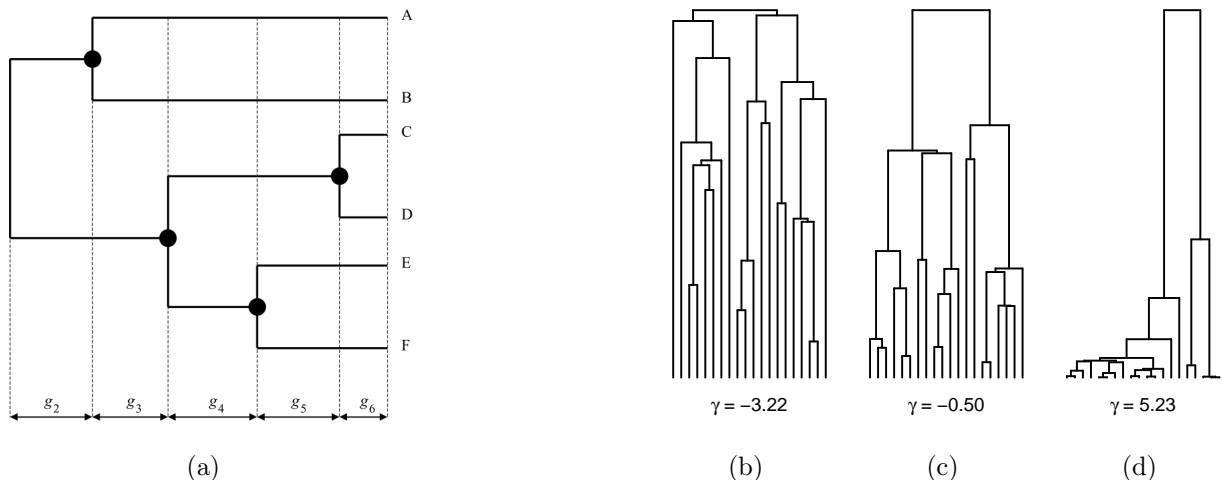 A
B
C
D
E
F
g2 g3 g4 g5 g6
γ = −3.22 γ = −0.50 γ = 5.23
(a) (b) (c) (d)